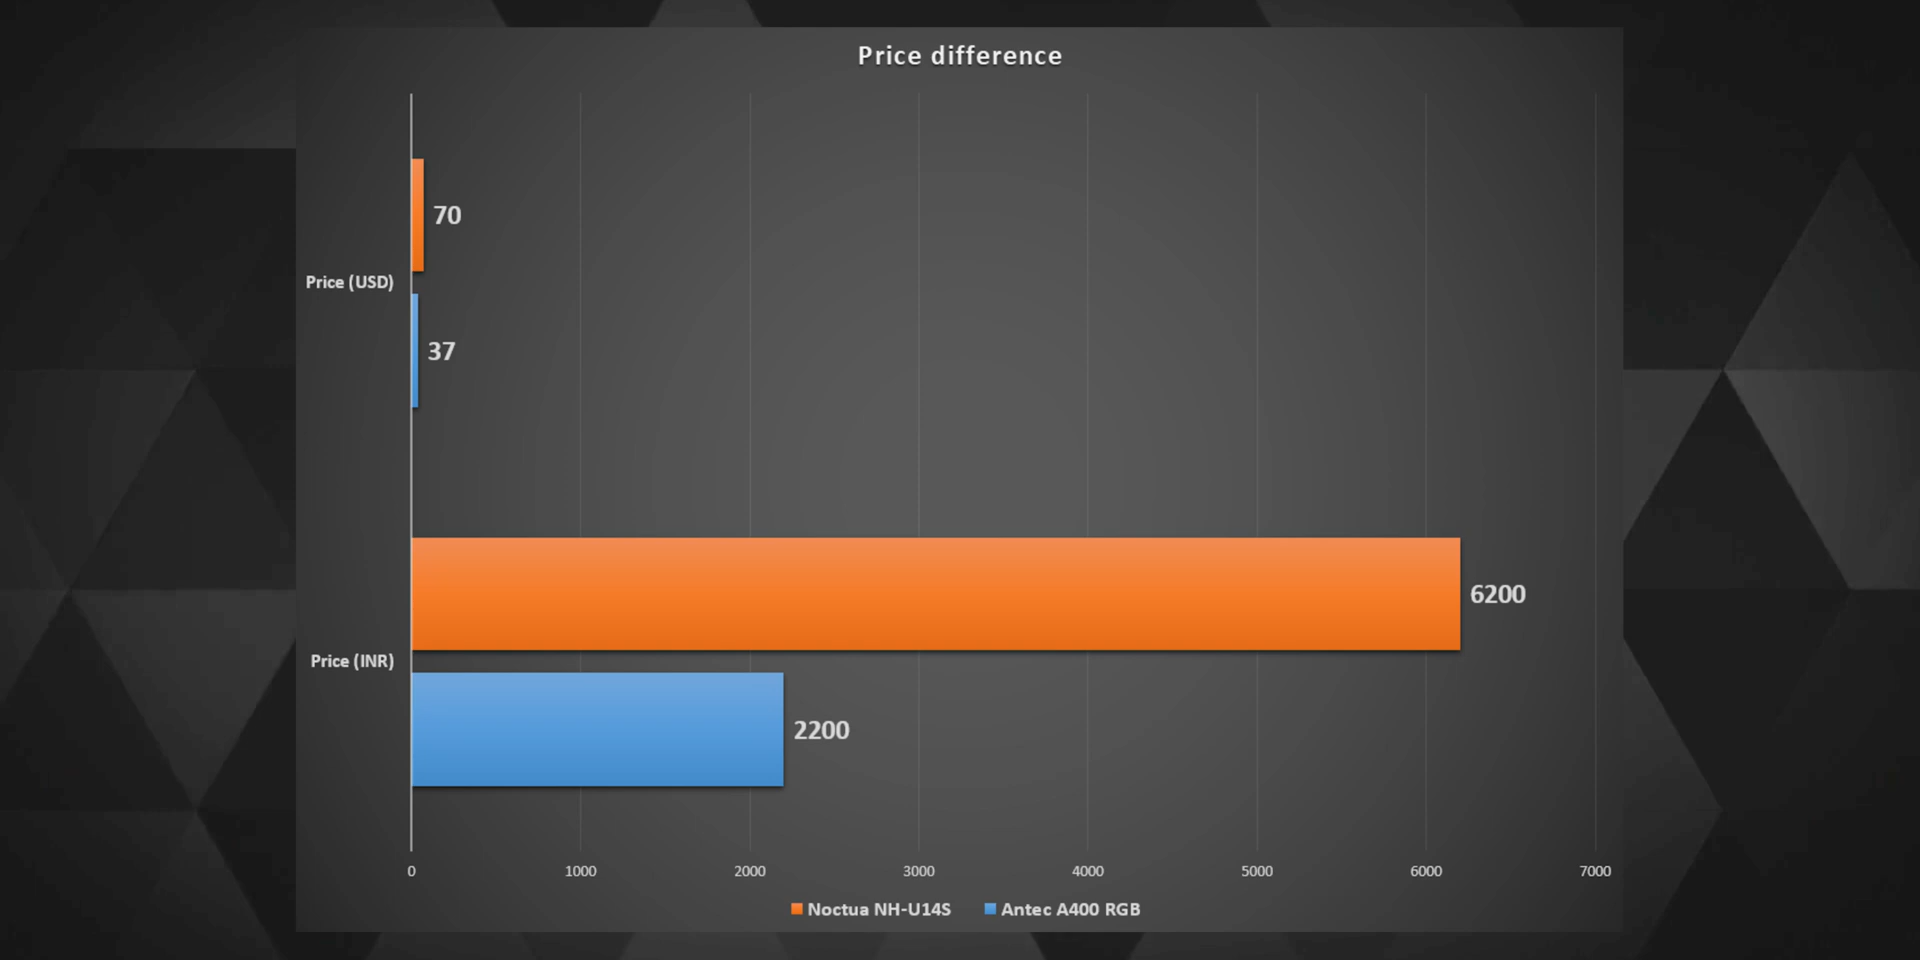 Price difference
70
Price (USD)
37
6200
Price (INR)
2200
0 1000 2000 3000 4000 5000 6000 7000
Noctua NH-U14S Antec A400 RGB